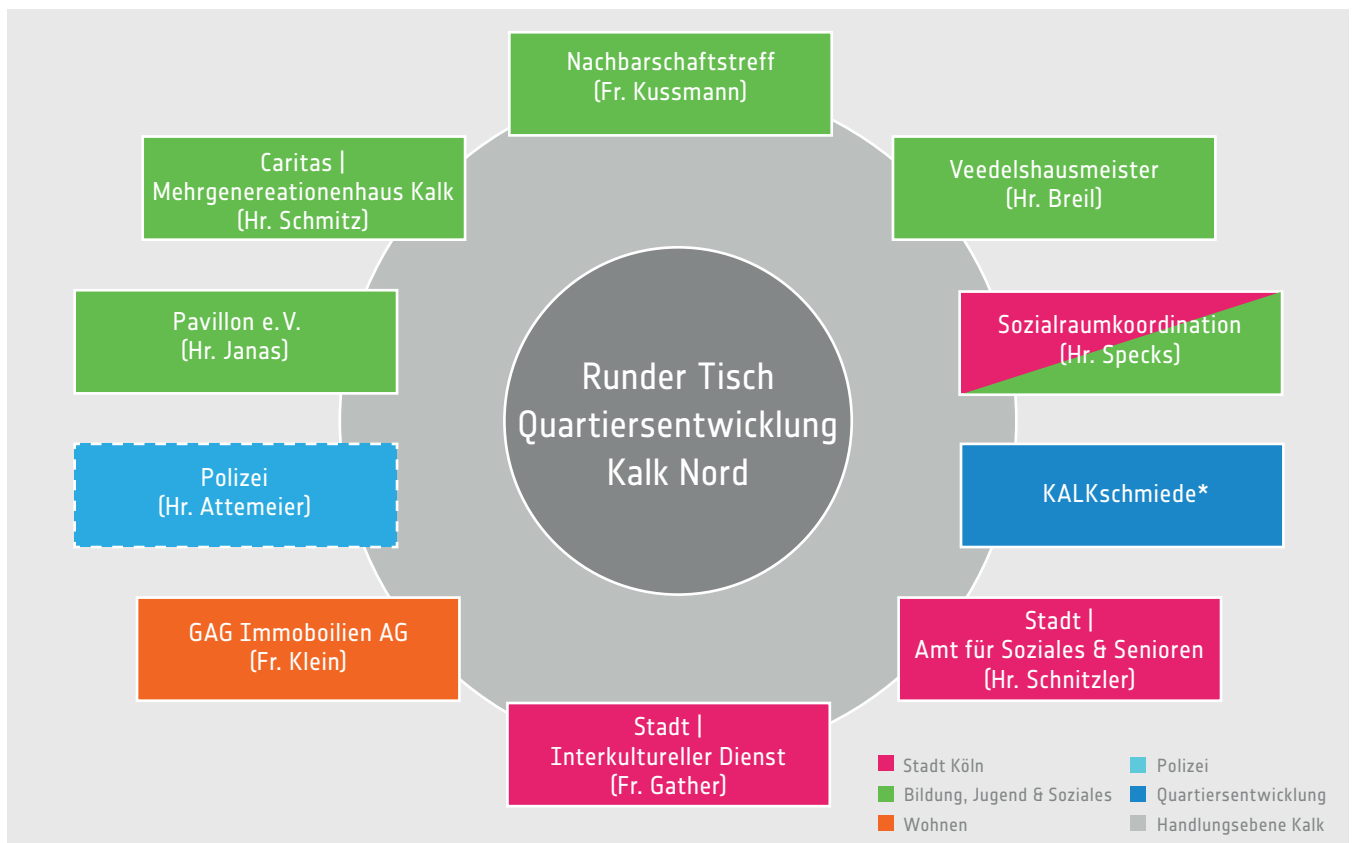 Nachbarschaftstreff
(Fr. Kussmann)
Caritas |
Mehrgenereationenhaus Kalk
(Hr. Schmitz)
Veedelshausmeister
(Hr. Breil)
Pavillon e.V.
(Hr. Janas)
Sozialraumkoordination
(Hr. Specks)
Runder Tisch
Quartiersentwicklung
Kalk Nord
Polizei
(Hr. Attemeier)
KALKschmiede*
GAG Immoboilien AG
(Fr. Klein)
Stadt |
Amt für Soziales & Senioren
(Hr. Schnitzler)
Stadt |
Interkultureller Dienst
(Fr. Gather)
Stadt Köln
Bildung, Jugend & Soziales
Wohnen
Polizei
Quartiersentwicklung
Handlungsebene Kalk